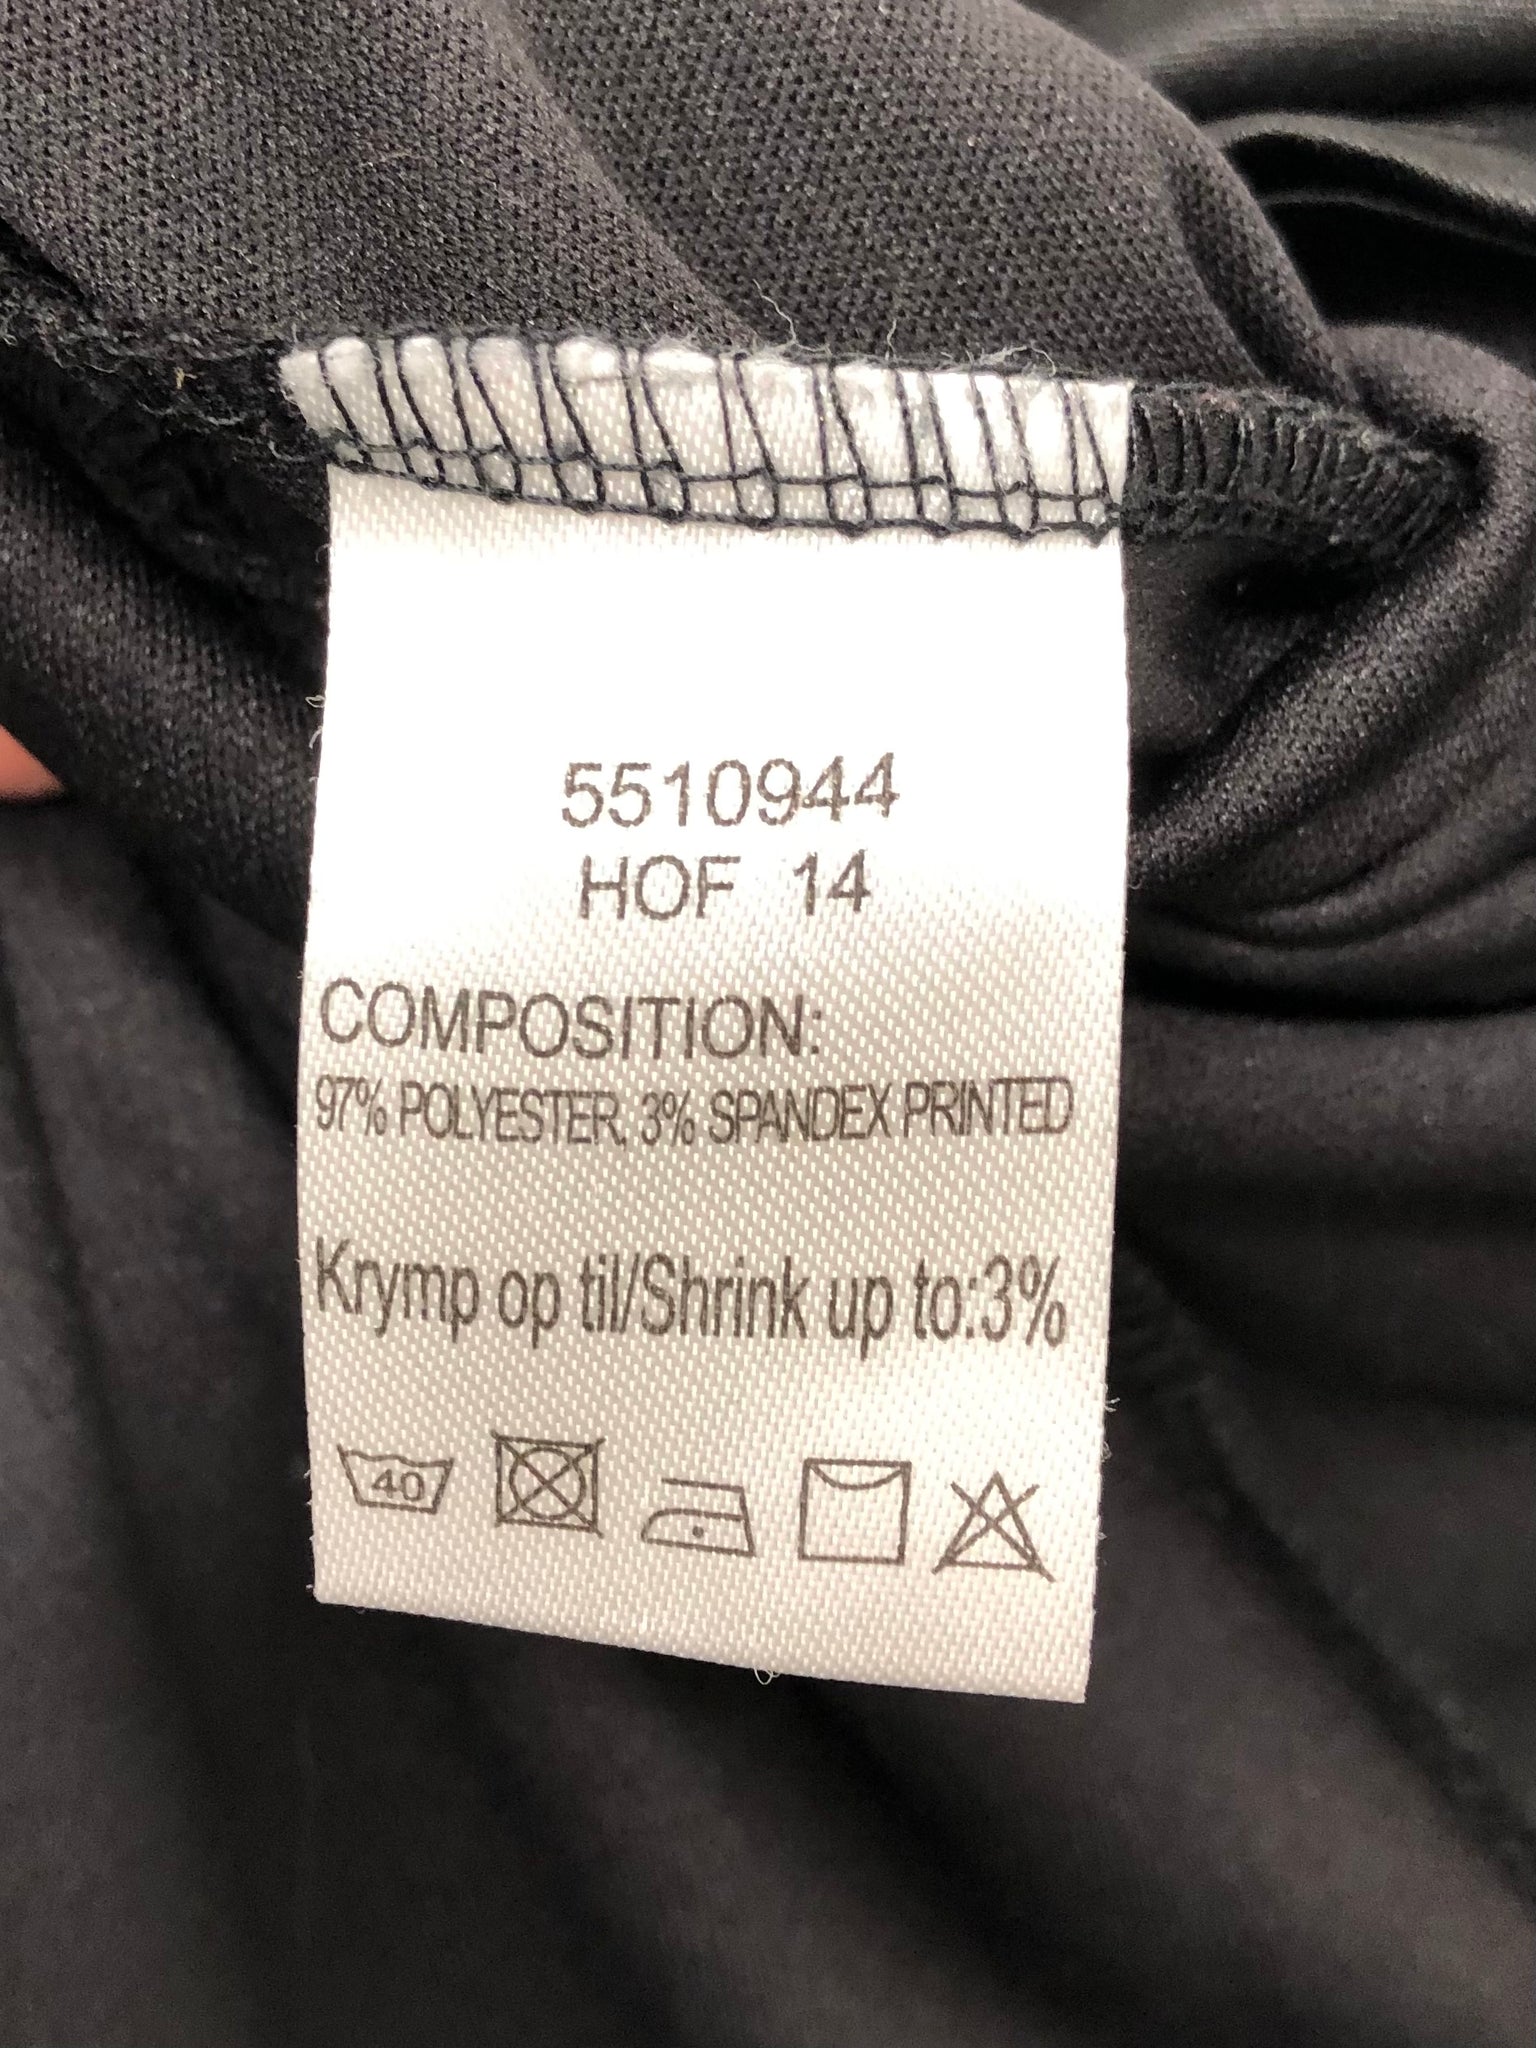 5510944
HOF 14
COMPOSITION:
97% POLYESTER, 3% SPANDEX PRINTED
Krymp op til/Shrink up to:3%
40